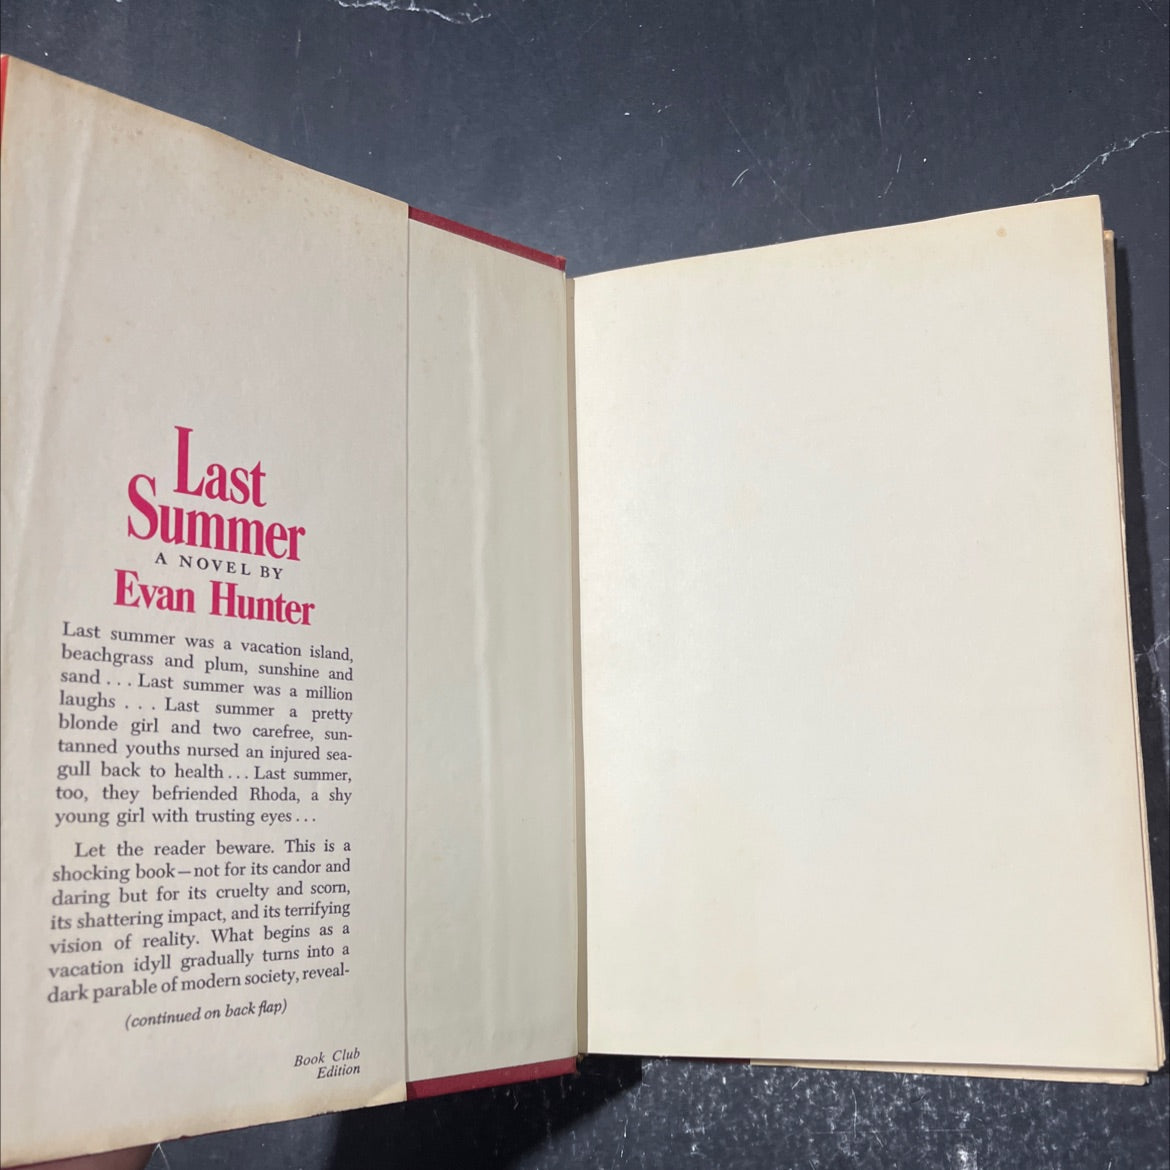 Last
Summer
A NOVEL BY
Evan Hunter
Last summer was a vacation island,
beachgrass and plum, sunshine and
sand . . . Last summer was a million
laughs . . . Last summer a pretty
blonde girl and two carefree, sun-
tanned youths nursed an injured sea-
gull back to health . . . Last summer,
too, they befriended Rhoda, a shy
young girl with trusting eyes . . .
Let the reader beware. This is a
shocking book—not for its candor and
daring but for its cruelty and scorn,
its shattering impact, and its terrifying
vision of reality. What begins as a
vacation idyll gradually turns into a
dark parable of modern society, reveal-
(continued on back flap)
Book Club
Edition